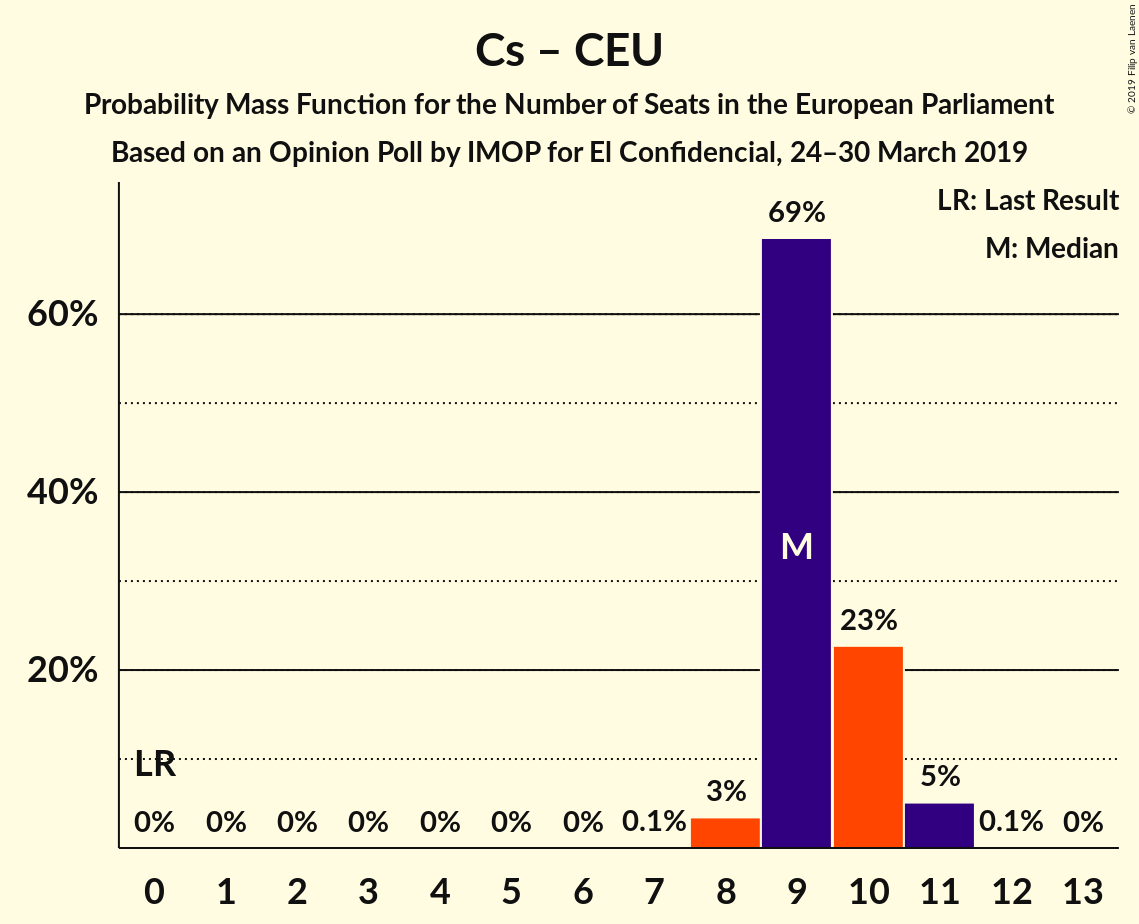 Cs – CEU
Probability Mass Function for the Number of Seats in the European Parliament
Based on an Opinion Poll by IMOP for El Confidencial, 24–30 March 2019
© 2019 Filip van Laenen
LR: Last Result
M: Median
69%
60%
40%
M
23%
20%
LR
5%
3%
0% 0% 0% 0% 0% 0% 0% 0.1% 0.1% 0%
0 1 2 3 4 5 6 7 8 9 10 11 12 13